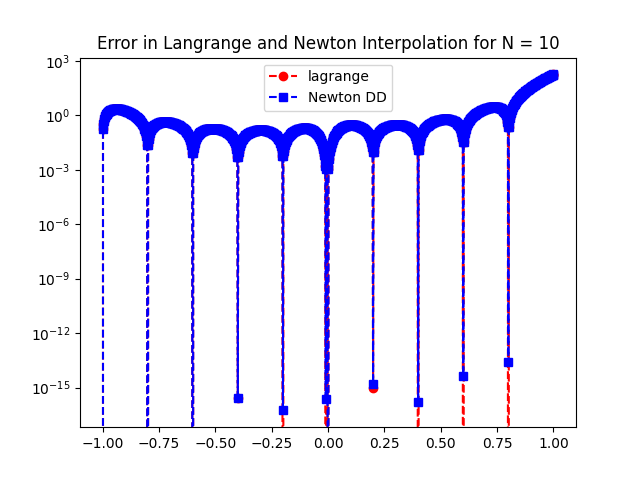 Error in Langrange and Newton Interpolation for N = 10
lagrange
Newton DD
10³
10⁰
10⁻³
10⁻⁶
10⁻⁹
10⁻¹²
10⁻¹⁵
−1.00 −0.75 −0.50 −0.25 0.00 0.25 0.50 0.75 1.00